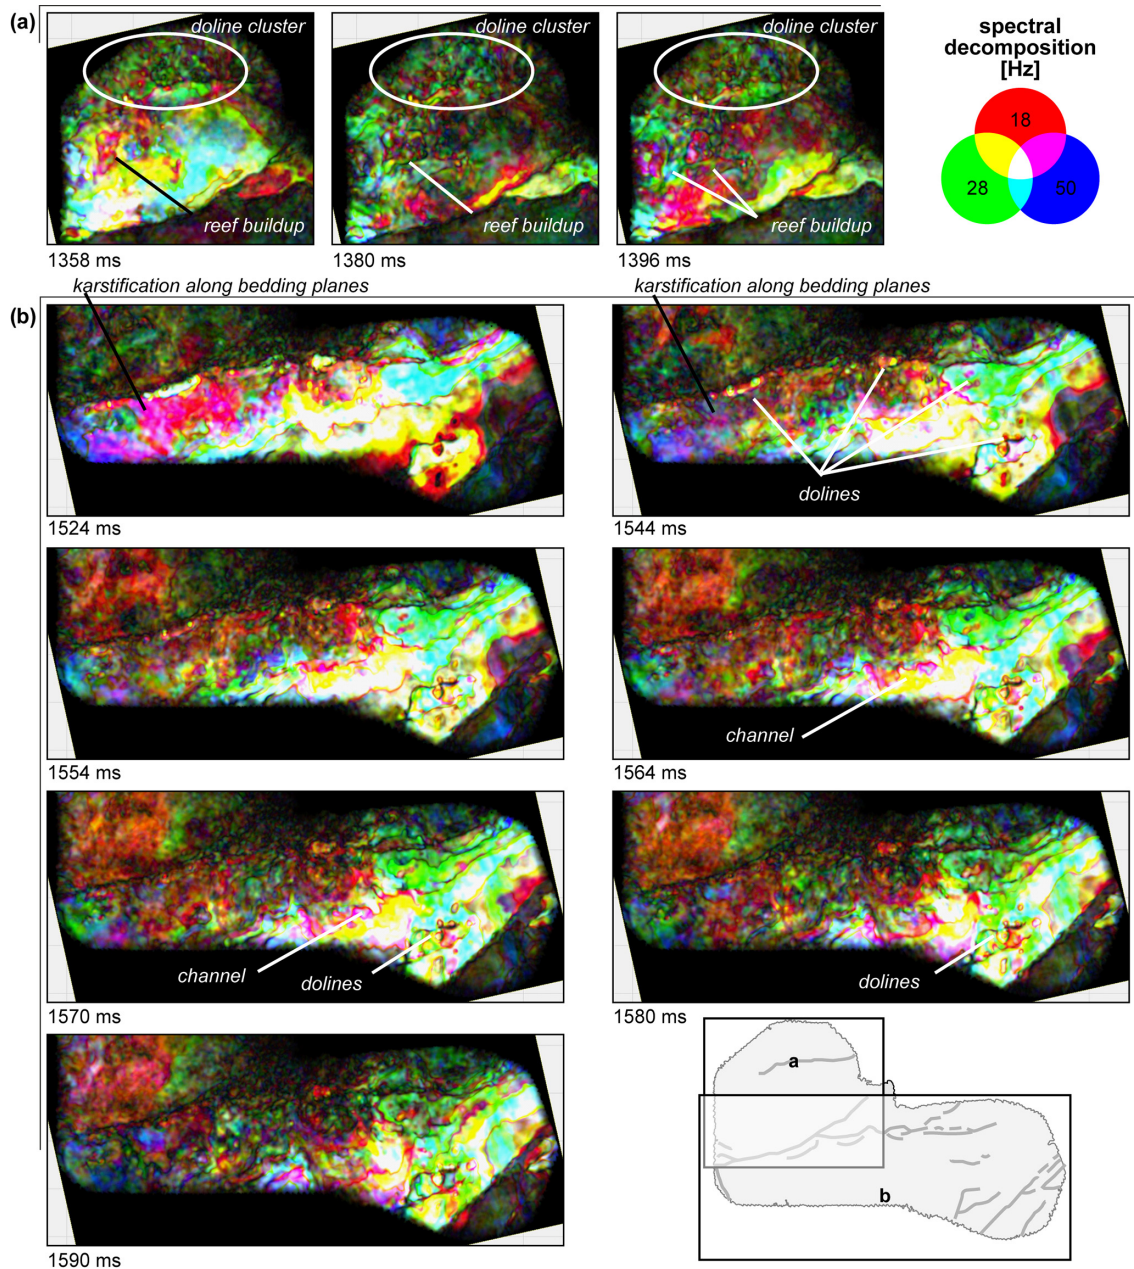 (a)
doline cluster
doline cluster
doline cluster
spectral
decomposition
[Hz]
18
28
50
reef buildup
reef buildup
reef buildup
1358 ms
1380 ms
1396 ms
karstification along bedding planes
karstification along bedding planes
(b)
dolines
1524 ms
1544 ms
channel
1554 ms
1564 ms
channel
dolines
dolines
1570 ms
1580 ms
a
b
1590 ms